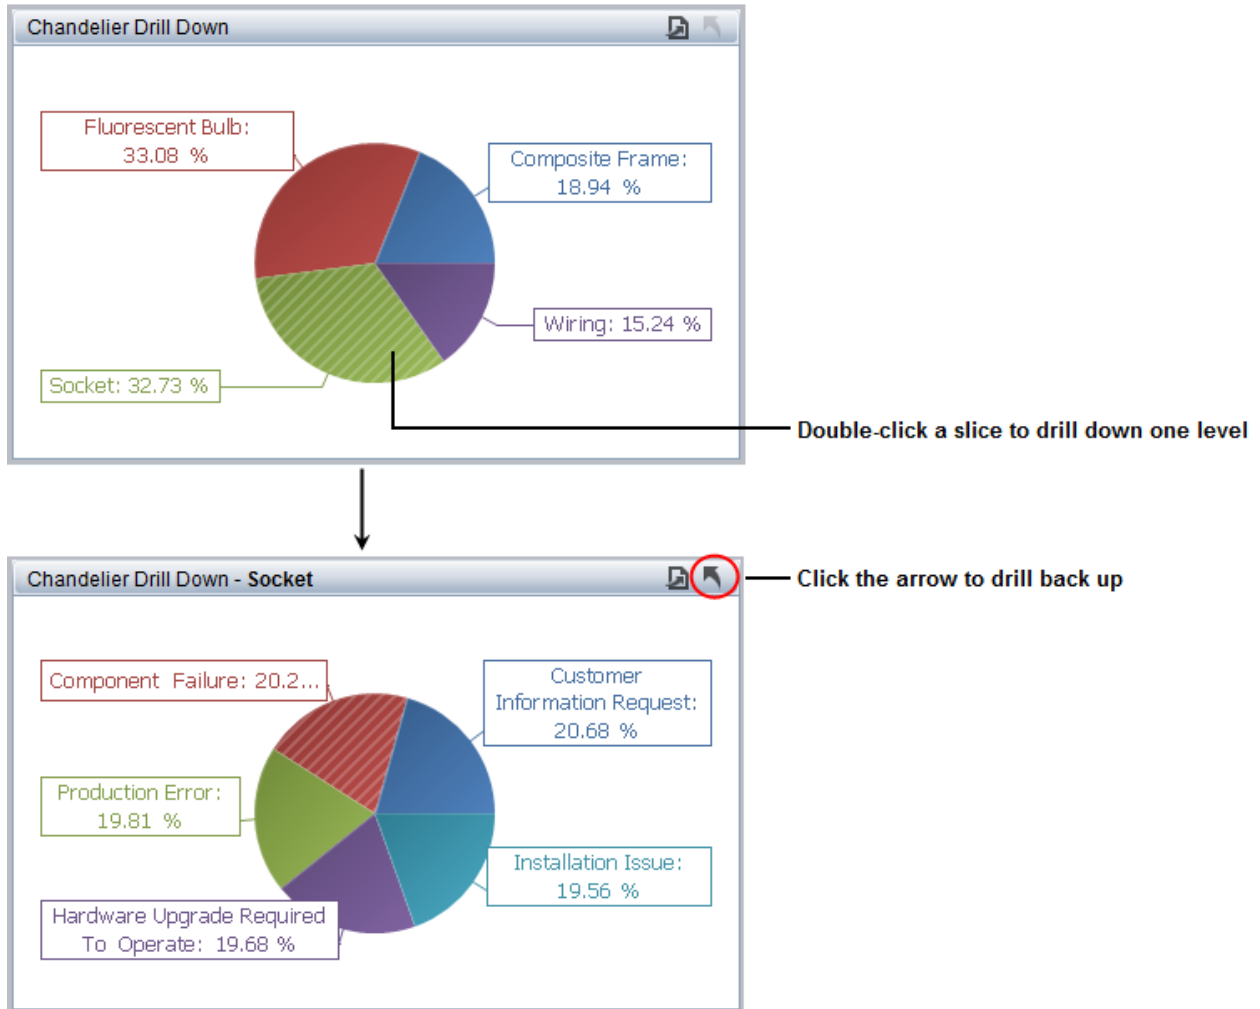 Chandelier Drill Down
Fluorescent Bulb:
33.08 %
Composite Frame:
18.94 %
Wiring: 15.24 %
Socket: 32.73 %
Double-click a slice to drill down one level
Chandelier Drill Down - Socket
Click the arrow to drill back up
Component Failure: 20.2...
Customer
Information Request:
20.68 %
Production Error:
19.81 %
Installation Issue:
19.56 %
Hardware Upgrade Required
To Operate: 19.68 %